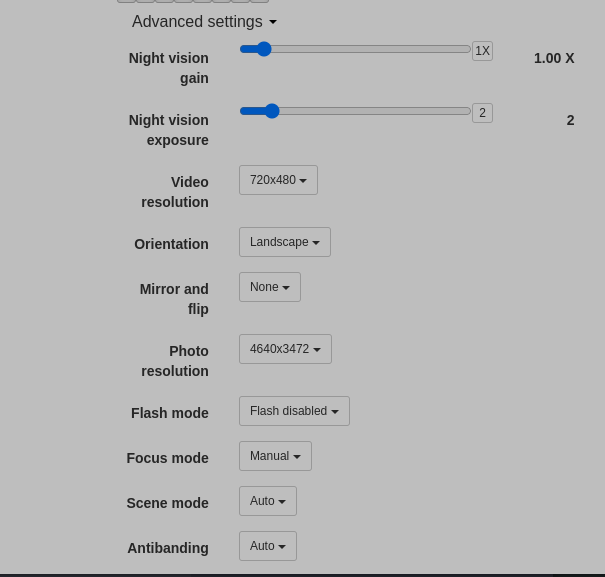 Advanced settings
Night vision gain
1X
1.00 X
Night vision exposure
2
2
Video resolution
720x480
Orientation
Landscape
Mirror and flip
None
Photo resolution
4640x3472
Flash mode
Flash disabled
Focus mode
Manual
Scene mode
Auto
Antibanding
Auto